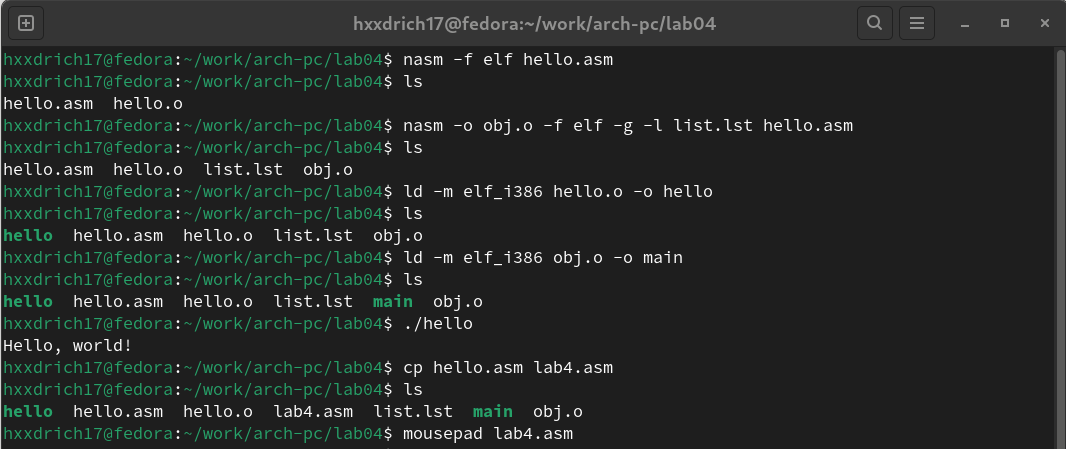 hxxdrich17@fedora:~/work/arch-pc/lab04
hxxdrich17@fedora:~/work/arch-pc/lab04$ nasm -f elf hello.asm
hxxdrich17@fedora:~/work/arch-pc/lab04$ ls
hello.asm  hello.o
hxxdrich17@fedora:~/work/arch-pc/lab04$ nasm -o obj.o -f elf -g -l list.lst hello.asm
hxxdrich17@fedora:~/work/arch-pc/lab04$ ls
hello.asm  hello.o  list.lst  obj.o
hxxdrich17@fedora:~/work/arch-pc/lab04$ ld -m elf_i386 hello.o -o hello
hxxdrich17@fedora:~/work/arch-pc/lab04$ ls
hello  hello.asm  hello.o  list.lst  obj.o
hxxdrich17@fedora:~/work/arch-pc/lab04$ ld -m elf_i386 obj.o -o main
hxxdrich17@fedora:~/work/arch-pc/lab04$ ls
hello  hello.asm  hello.o  list.lst  main  obj.o
hxxdrich17@fedora:~/work/arch-pc/lab04$ ./hello
Hello, world!
hxxdrich17@fedora:~/work/arch-pc/lab04$ cp hello.asm lab4.asm
hxxdrich17@fedora:~/work/arch-pc/lab04$ ls
hello  hello.asm  hello.o  lab4.asm  list.lst  main  obj.o
hxxdrich17@fedora:~/work/arch-pc/lab04$ mousepad lab4.asm